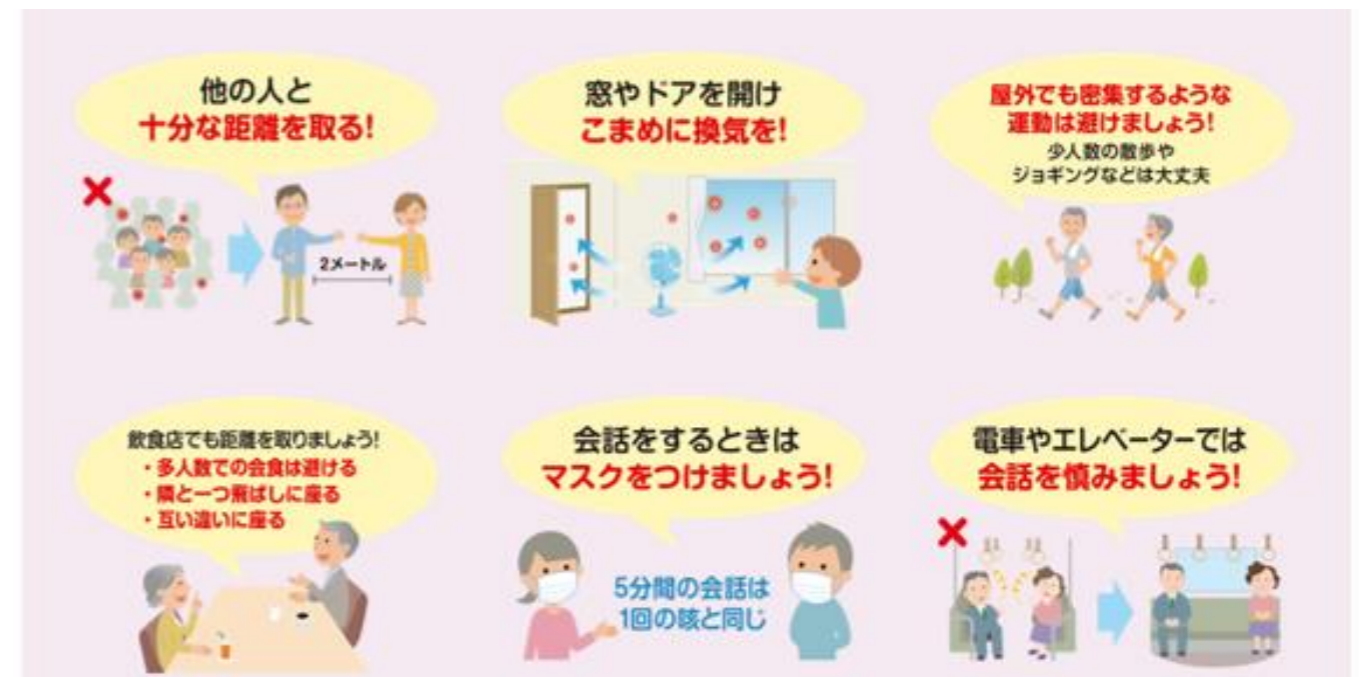 他の人と
十分な距離を取る!
2メートル
窓やドアを開け
こまめに換気を!
屋外でも密集するような
運動は避けましょう!
少人数の散歩や
ジョギングなどは大丈夫
飲食店でも距離を取りましょう!
・多人数での会食は避ける
・隣と一つ飛ばしに座る
・互い違いに座る
会話をするときは
マスクをつけましょう!
5分間の会話は
1回の咳と同じ
電車やエレベーターでは
会話を慎みましょう!